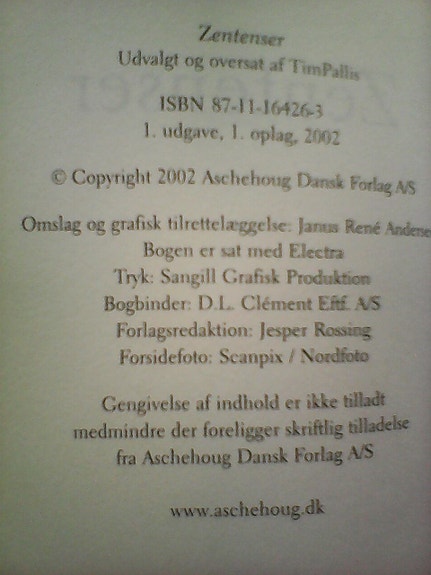 Zentenser
Udvalgt og oversat af TimPallis
ISBN 87-11-16426-3
1. udgave, 1. oplag, 2002
© Copyright 2002 Aschehoug Dansk Forlag A/S
Omslag og grafisk tilrettelæggelse: Janus René Anderse
Bogen er sat med Electra
Tryk: Sangill Grafisk Produktion
Bogbinder: D.L. Clément Eftf. A/S
Forlagsredaktion: Jesper Rossing
Forsidefoto: Scanpix / Nordfoto
Gengivelse af indhold er ikke tilladt
medmindre der foreligger skriftlig tilladelse
fra Aschehoug Dansk Forlag A/S
www.aschehoug.dk